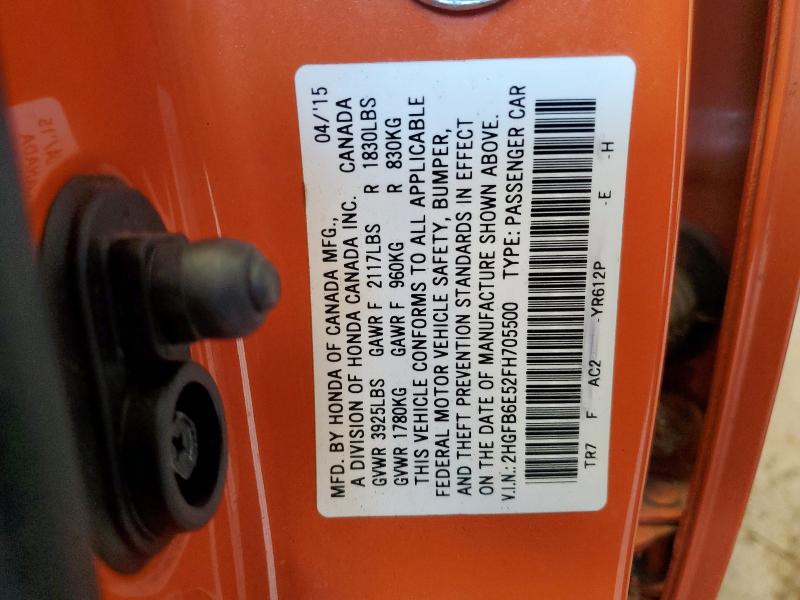 MFD. BY HONDA OF CANADA MFG., 04/'15
A DIVISION OF HONDA CANADA INC. CANADA
GVWR 3925LBS GAWR F 2117LBS R 1830LBS
GVWR 1780KG GAWR F 960KG R 830KG
THIS VEHICLE CONFORMS TO ALL APPLICABLE
FEDERAL MOTOR VEHICLE SAFETY, BUMPER,
AND THEFT PREVENTION STANDARDS IN EFFECT
ON THE DATE OF MANUFACTURE SHOWN ABOVE.
V.I.N.: 2HGFB6E52FH705500 TYPE: PASSENGER CAR
TR7 F AC2 -YR612P -E -H